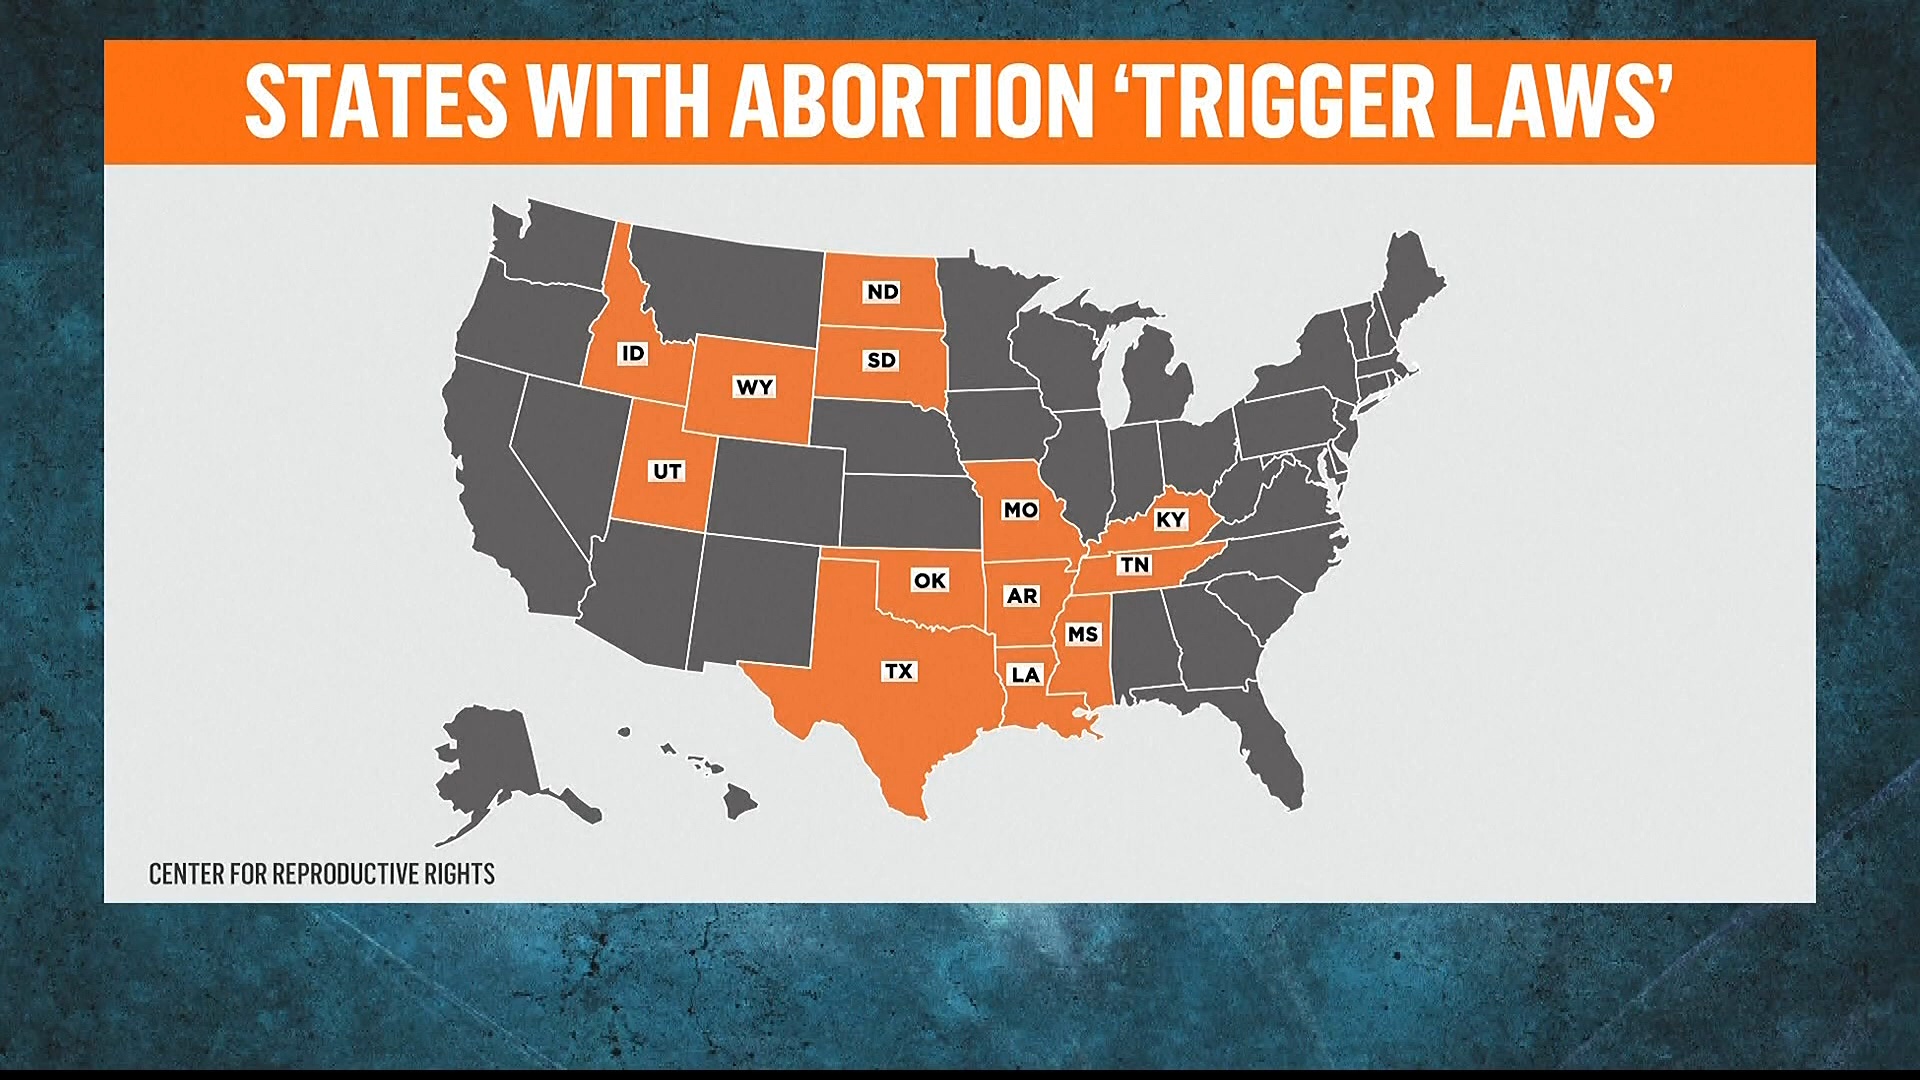 STATES WITH ABORTION ‘TRIGGER LAWS’
ND
ID
SD
WY
UT
MO
KY
TN
OK
AR
MS
TX
LA
CENTER FOR REPRODUCTIVE RIGHTS